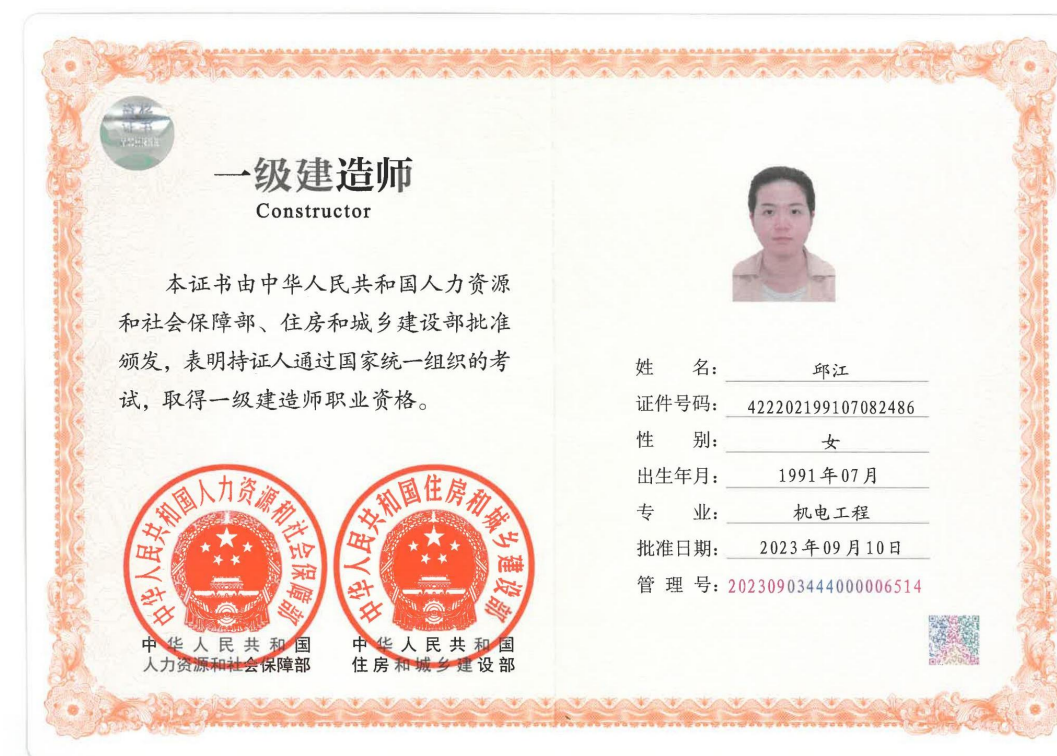 资格
证书
一级建造师
Constructor
本证书由中华人民共和国人力资源
和社会保障部、住房和城乡建设部批准
颁发，表明持证人通过国家统一组织的考
试，取得一级建造师职业资格。
中华人民共和国人力资源和社会保障部
中华人民共和国住房和城乡建设部
中华人民共和国
人力资源和社会保障部
中华人民共和国
住房和城乡建设部
姓 名： 邱江
证件号码： 422202199107082486
性 别： 女
出生年月： 1991年07月
专 业： 机电工程
批准日期： 2023年09月10日
管 理 号：20230903444000006514